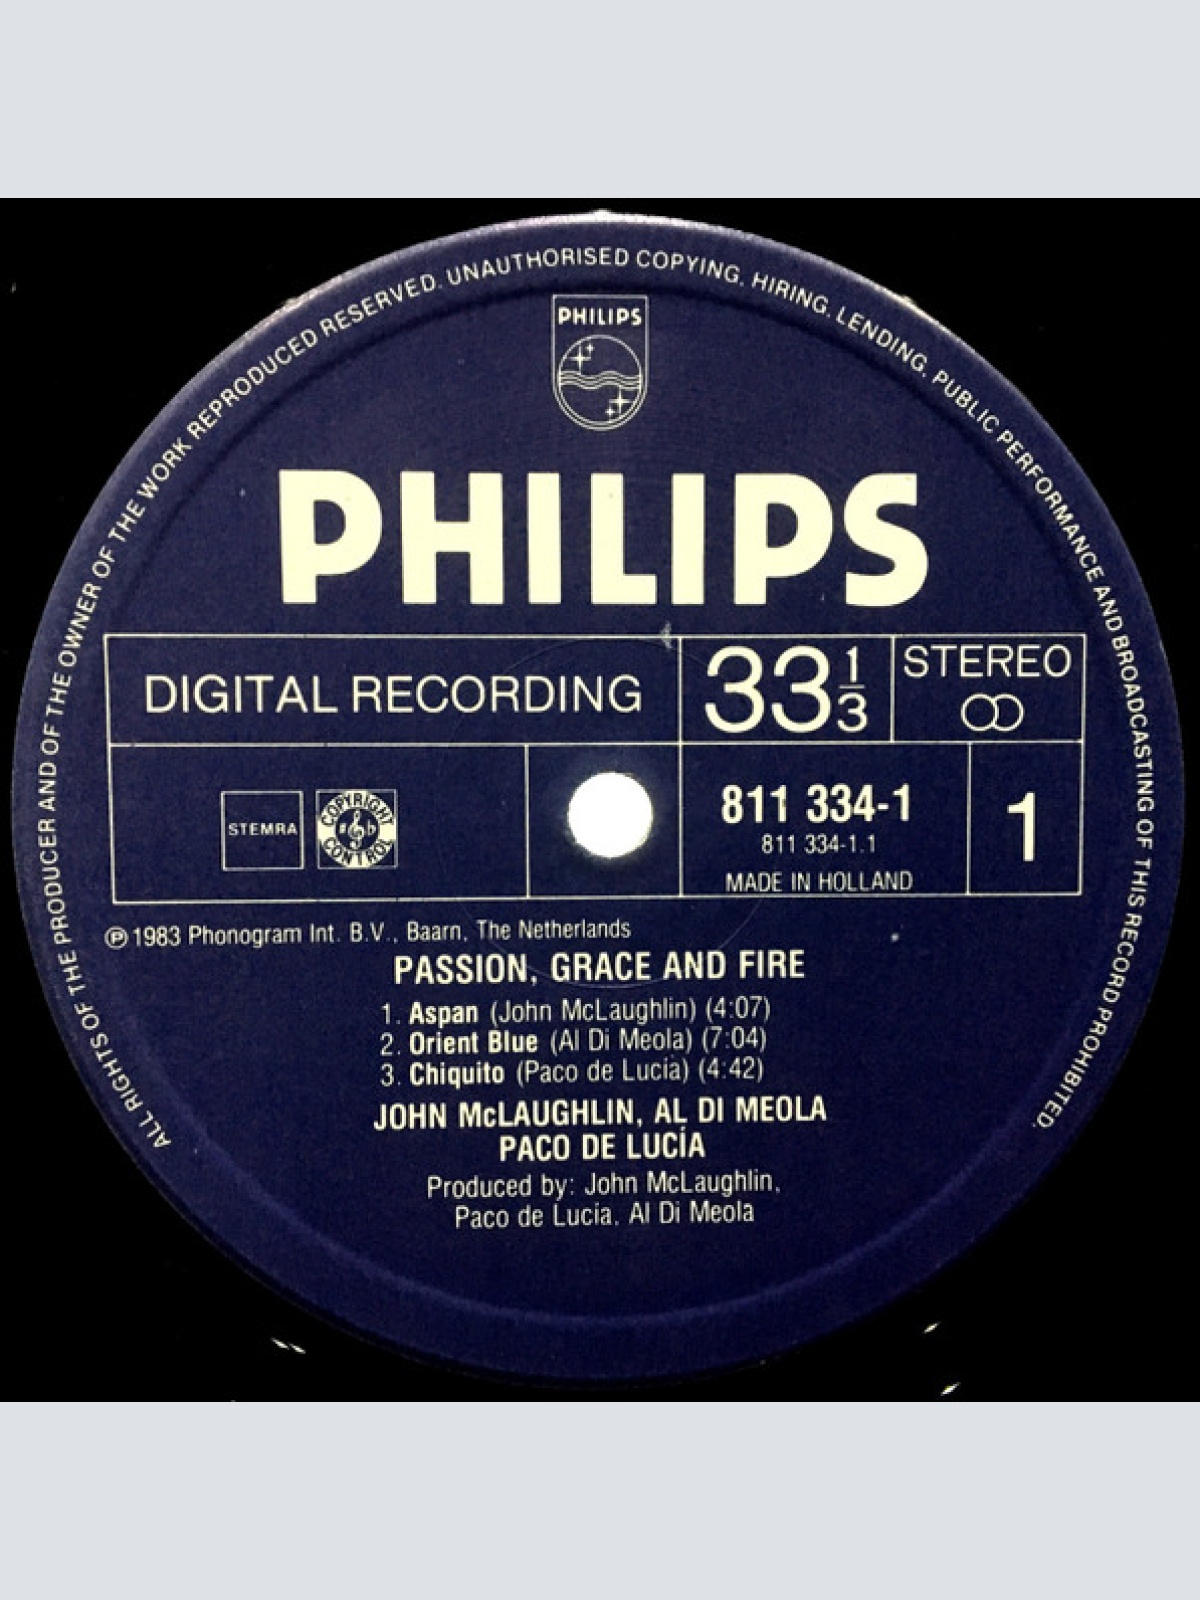 ALL RIGHTS OF THE PRODUCER AND OF THE OWNER OF THE WORK REPRODUCED RESERVED. UNAUTHORISED COPYING, HIRING, LENDING, PUBLIC PERFORMANCE AND BROADCASTING OF THIS RECORD PROHIBITED.
PHILIPS
PHILIPS
DIGITAL RECORDING
33 1/3
STEREO
STEMRA
COPYRIGHT CONTROL
811 334-1
811 334-1.1
MADE IN HOLLAND
1
℗ 1983 Phonogram Int. B.V., Baarn, The Netherlands
PASSION, GRACE AND FIRE
1. Aspan (John McLaughlin) (4:07)
2. Orient Blue (Al Di Meola) (7:04)
3. Chiquito (Paco de Lucia) (4:42)
JOHN McLAUGHLIN, AL DI MEOLA
PACO DE LUCÍA
Produced by: John McLaughlin,
Paco de Lucia, Al Di Meola